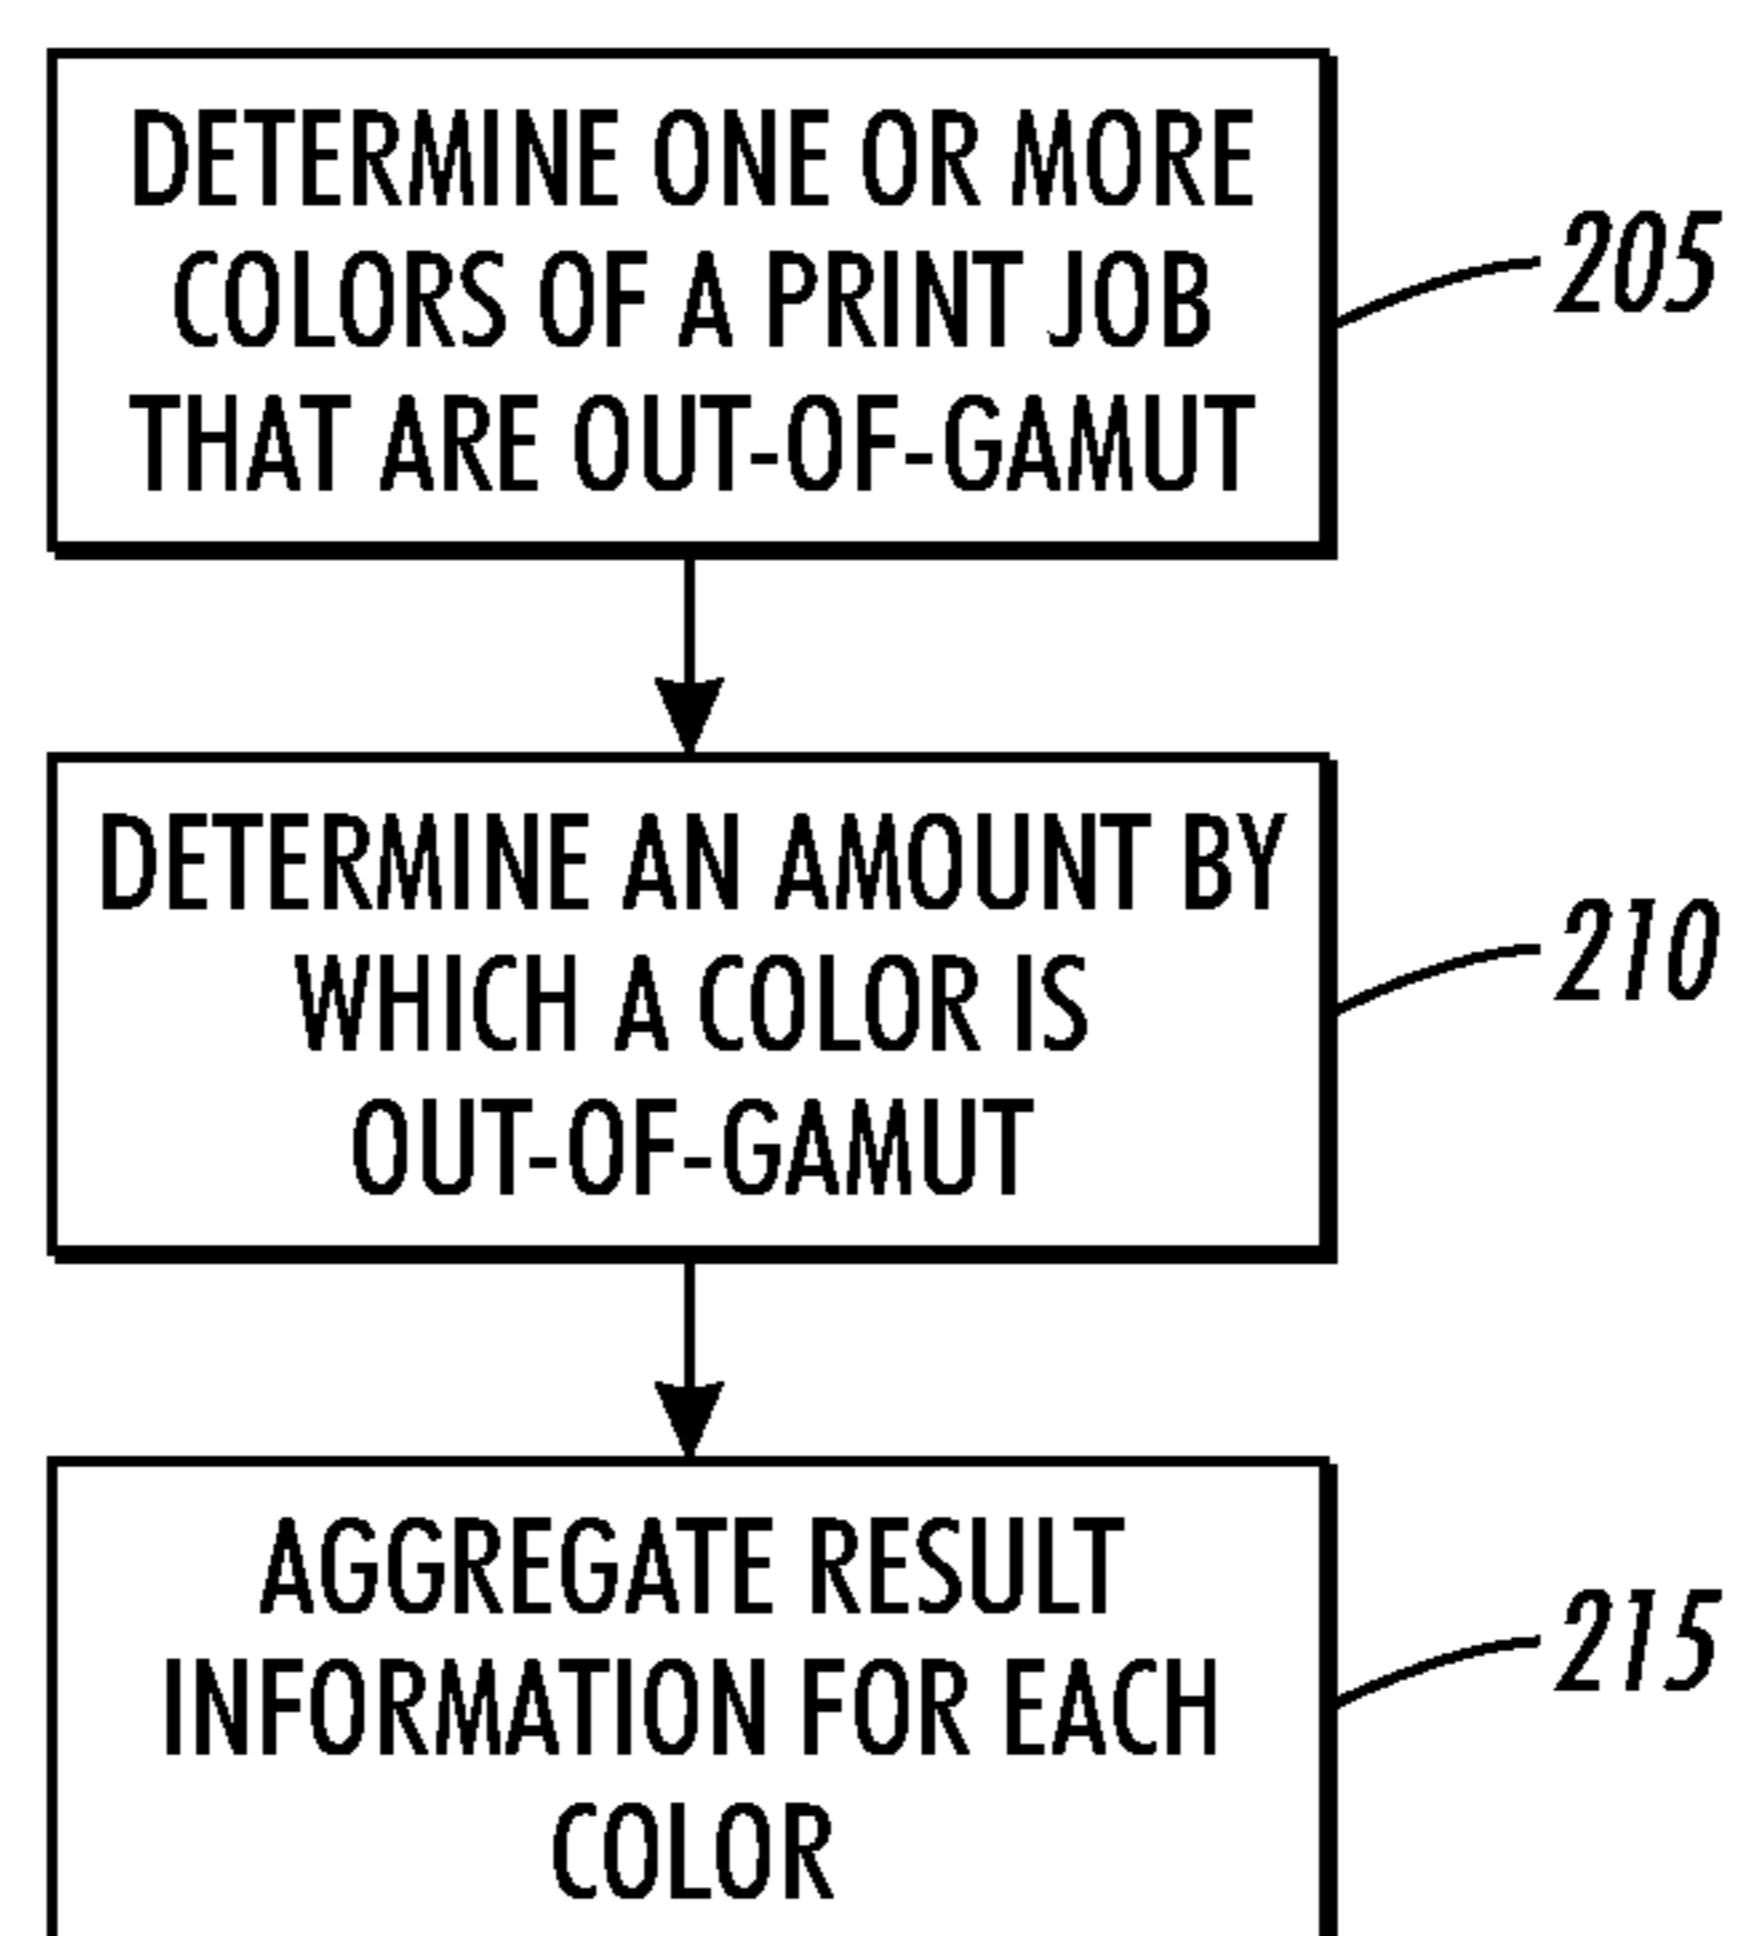 DETERMINE ONE OR MORE
COLORS OF A PRINT JOB
THAT ARE OUT-OF-GAMUT
205
DETERMINE AN AMOUNT BY
WHICH A COLOR IS
OUT-OF-GAMUT
210
AGGREGATE RESULT
INFORMATION FOR EACH
COLOR
215